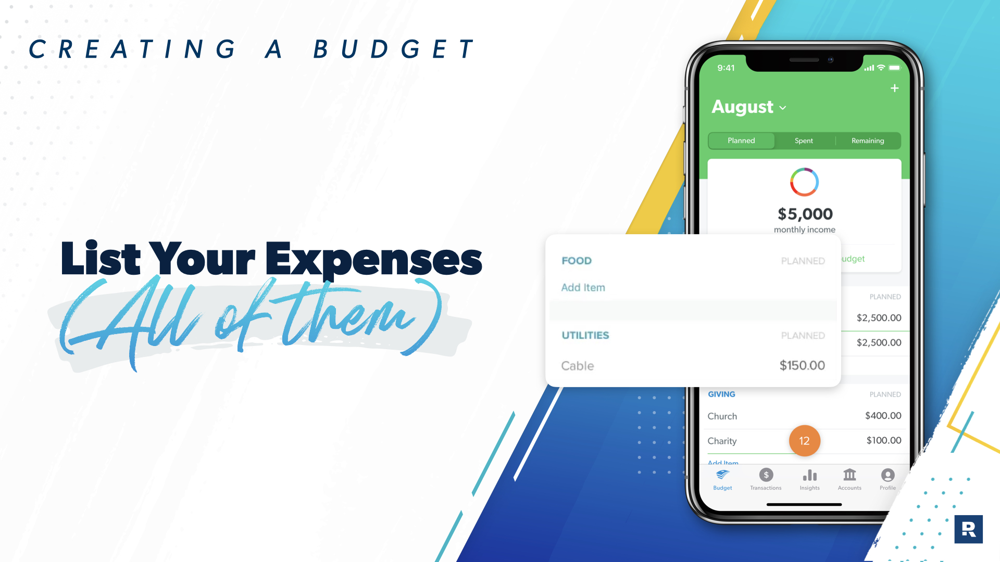 CREATING A BUDGET
List Your Expenses
(All of them)
9:41
+
August
Planned Spent Remaining
$5,000
monthly income
udget
FOOD PLANNED
Add Item
UTILITIES PLANNED
Cable $150.00
PLANNED
$2,500.00
$2,500.00
GIVING PLANNED
Church $400.00
Charity $100.00
12
Add Item
Budget Transactions Insights Accounts Profile
$
R